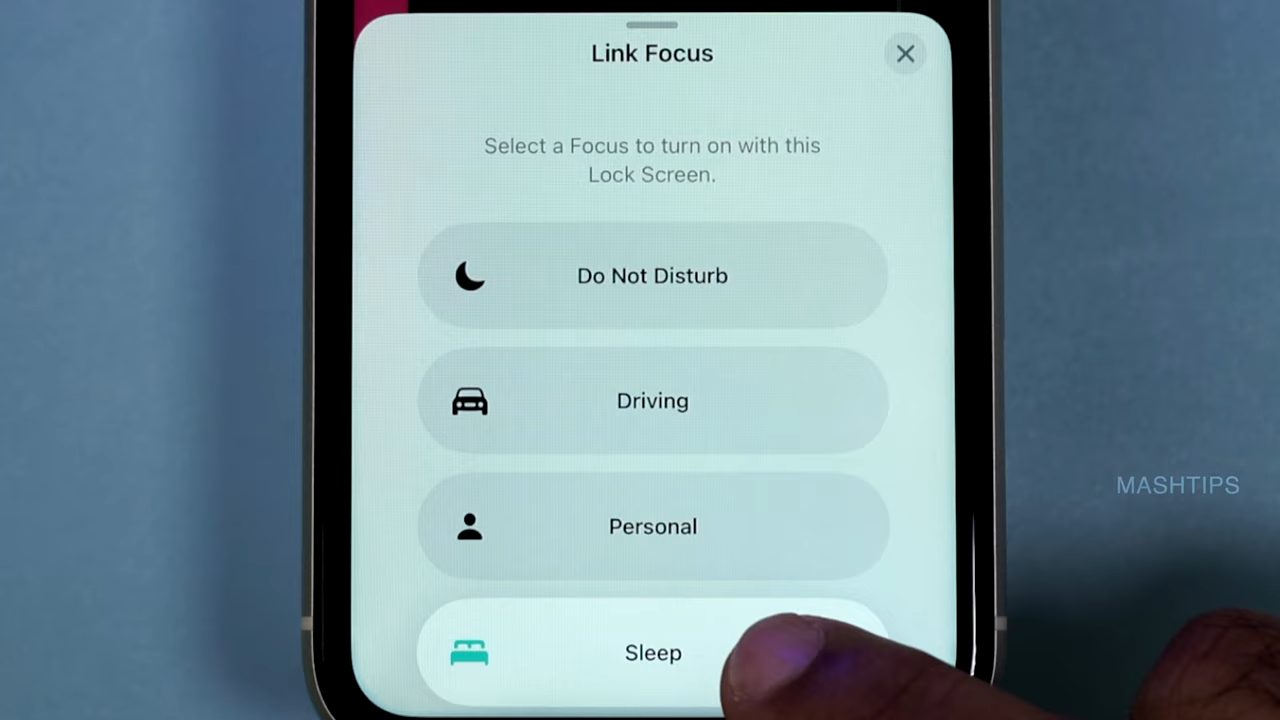 Link Focus
Select a Focus to turn on with this
Lock Screen.
Do Not Disturb
Driving
Personal
MASHTIPS
Sleep